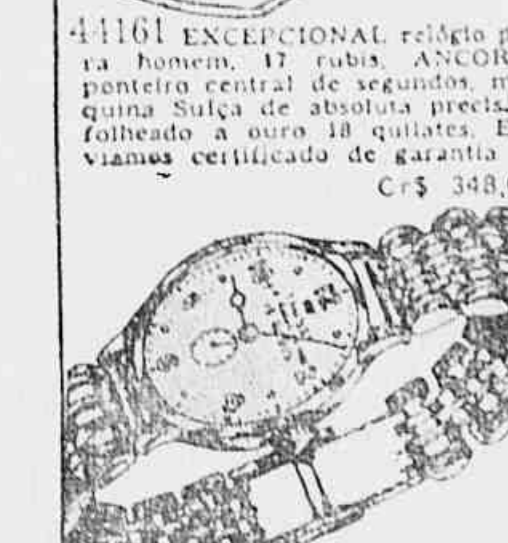 44161 EXCEPCIONAL relógio p
ra homem, 17 rubis, ANCOR
ponteiro central de segundos, m
quina Suíça de absoluta precis
folheado a ouro 18 quilates. E
viamos certificado de garantia
Cr$ 348,